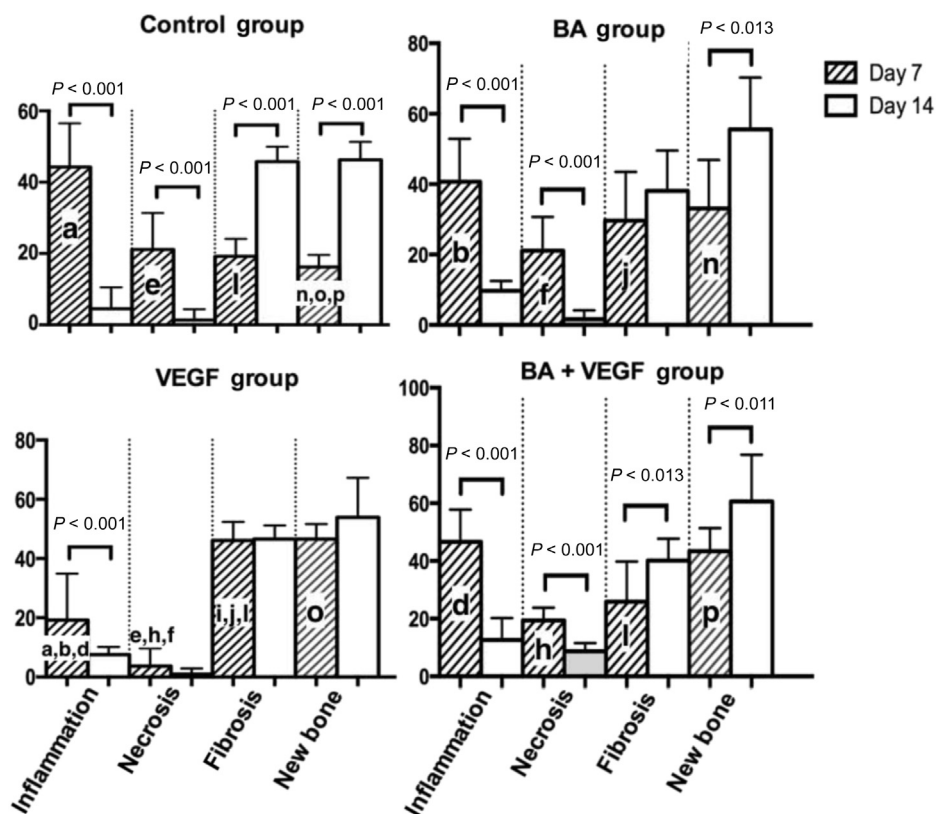 Control group
P < 0.001
P < 0.001
P < 0.001
P < 0.001
60
40
20
0
a
e
l
n,o,p
BA group
P < 0.013
P < 0.001
P < 0.001
80
60
40
20
0
b
f
j
n
Day 7
Day 14
VEGF group
P < 0.001
80
60
40
20
0
a,b,d
e,h,f
i,j,l
o
Inflammation
Necrosis
Fibrosis
New bone
BA + VEGF group
P < 0.011
P < 0.001
P < 0.013
P < 0.001
100
80
60
40
20
0
d
h
l
p
Inflammation
Necrosis
Fibrosis
New bone